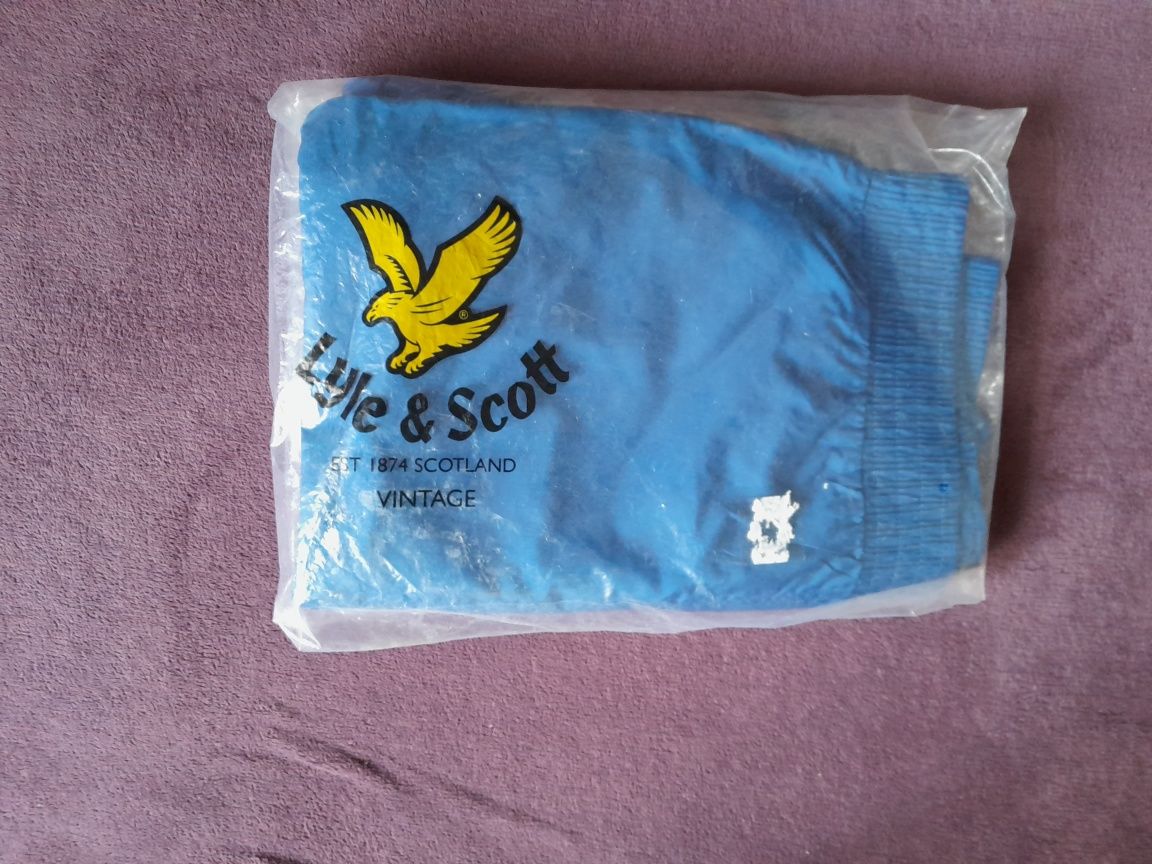 ®
Lyle & Scott
EST 1874 SCOTLAND
VINTAGE